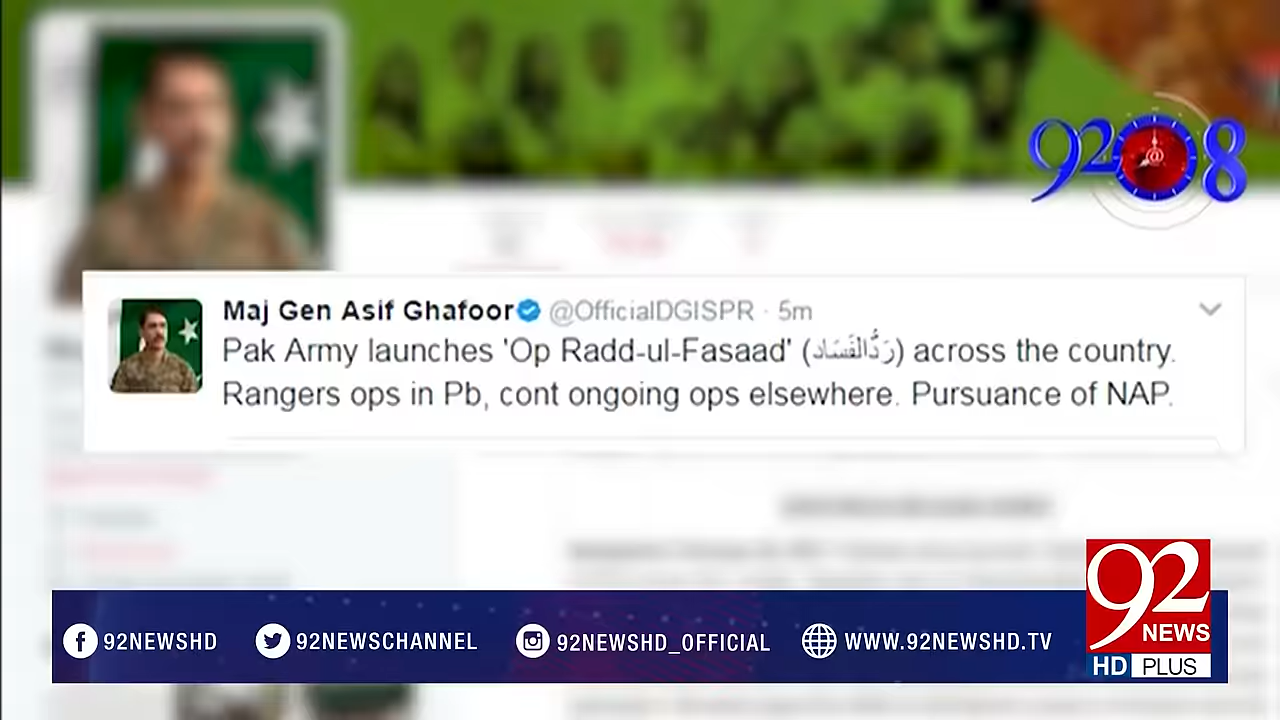 92@8
Maj Gen Asif Ghafoor @OfficialDGISPR · 5m
Pak Army launches 'Op Radd-ul-Fasaad' (رَدُّالفَسَاد) across the country.
Rangers ops in Pb, cont ongoing ops elsewhere. Pursuance of NAP.
92NEWSHD 92NEWSCHANNEL 92NEWSHD_OFFICIAL WWW.92NEWSHD.TV
92
NEWS
HD PLUS